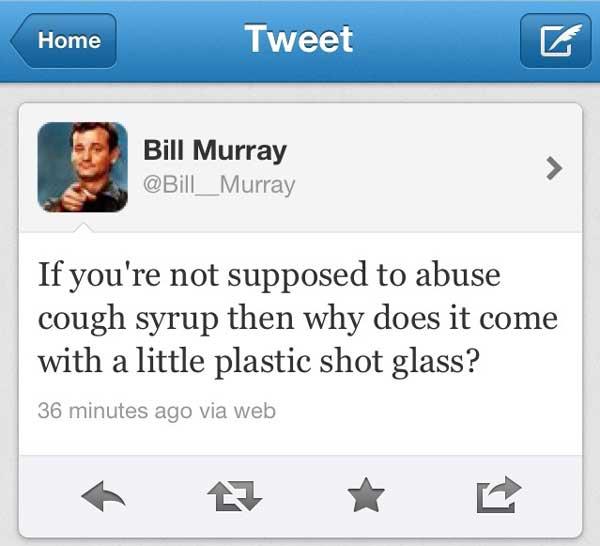 Home
Tweet
Bill Murray
@Bill__Murray
If you're not supposed to abuse
cough syrup then why does it come
with a little plastic shot glass?
36 minutes ago via web